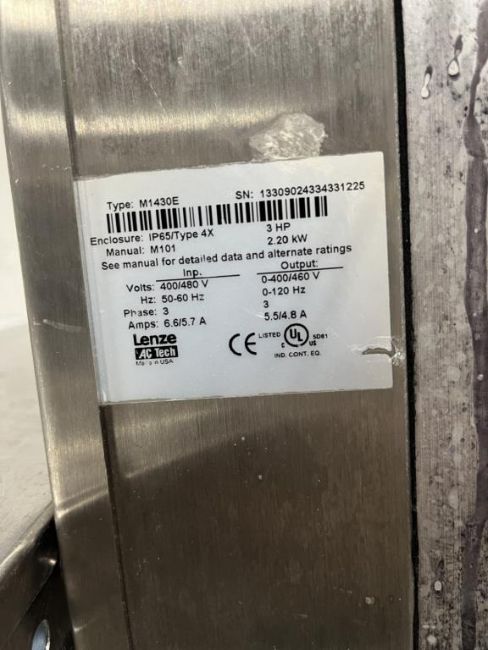 Type: M1430E SN: 13309024334331225
Enclosure: IP65/Type 4X 3 HP
Manual: M101 2.20 kW
See manual for detailed data and alternate ratings
Inp. Output:
Volts: 400/480 V 0-400/460 V
Hz: 50-60 Hz 0-120 Hz
Phase: 3 3
Amps: 6.6/5.7 A 5.5/4.8 A
Lenze
AC Tech
Made in USA
CE LISTED C UL US 5D81
IND. CONT. EQ.